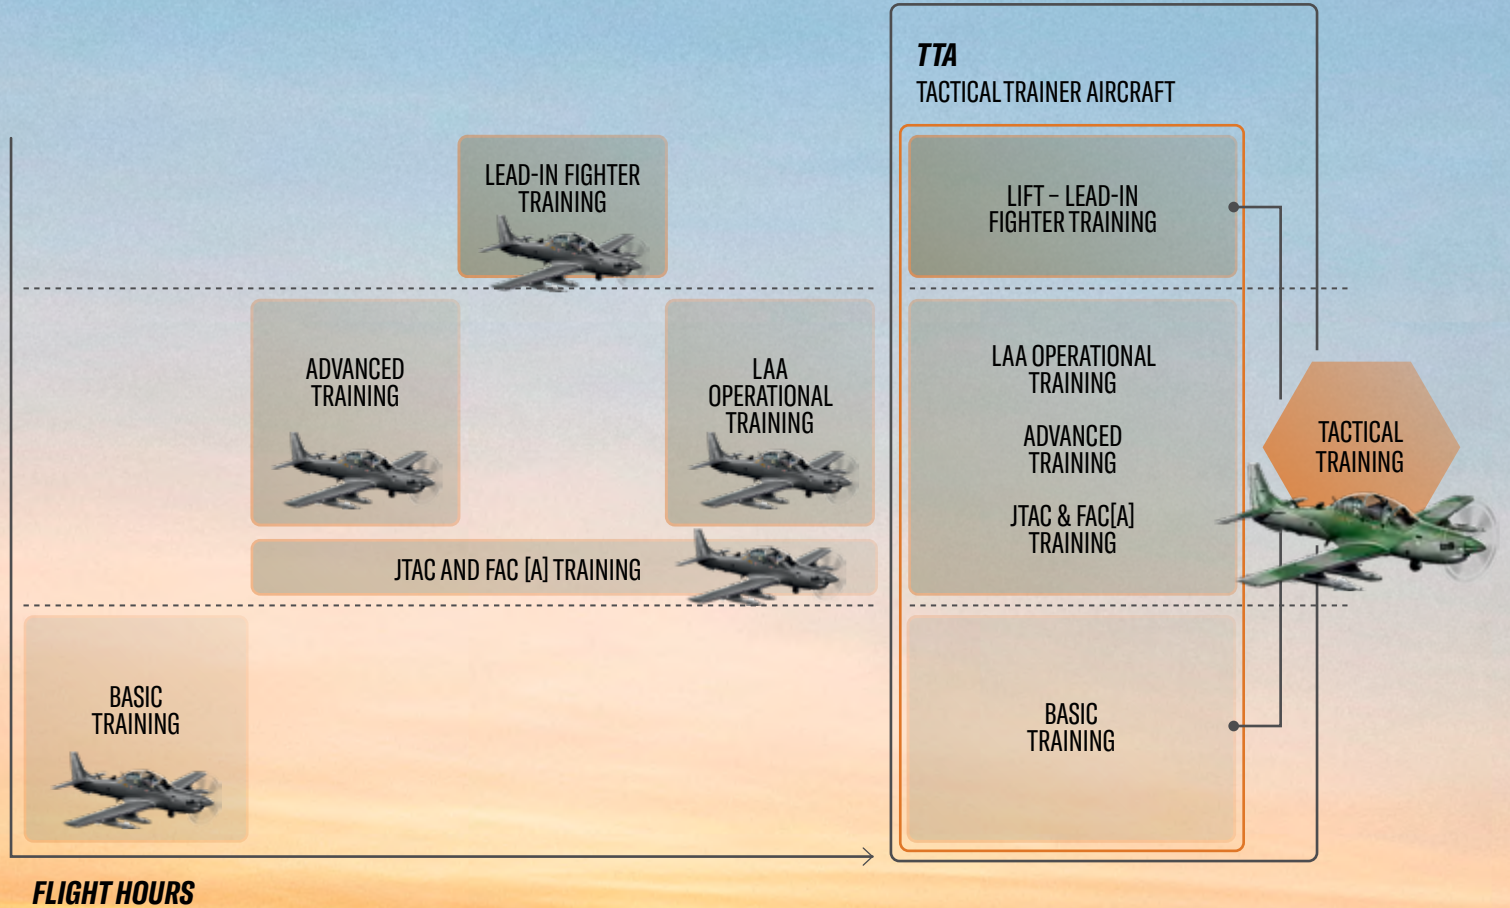 TTA
TACTICAL TRAINER AIRCRAFT
LEAD-IN FIGHTER
TRAINING
LIFT – LEAD-IN
FIGHTER TRAINING
ADVANCED
TRAINING
LAA
OPERATIONAL
TRAINING
LAA OPERATIONAL
TRAINING
ADVANCED
TRAINING
JTAC & FAC[A]
TRAINING
TACTICAL
TRAINING
JTAC AND FAC [A] TRAINING
BASIC
TRAINING
BASIC
TRAINING
FLIGHT HOURS